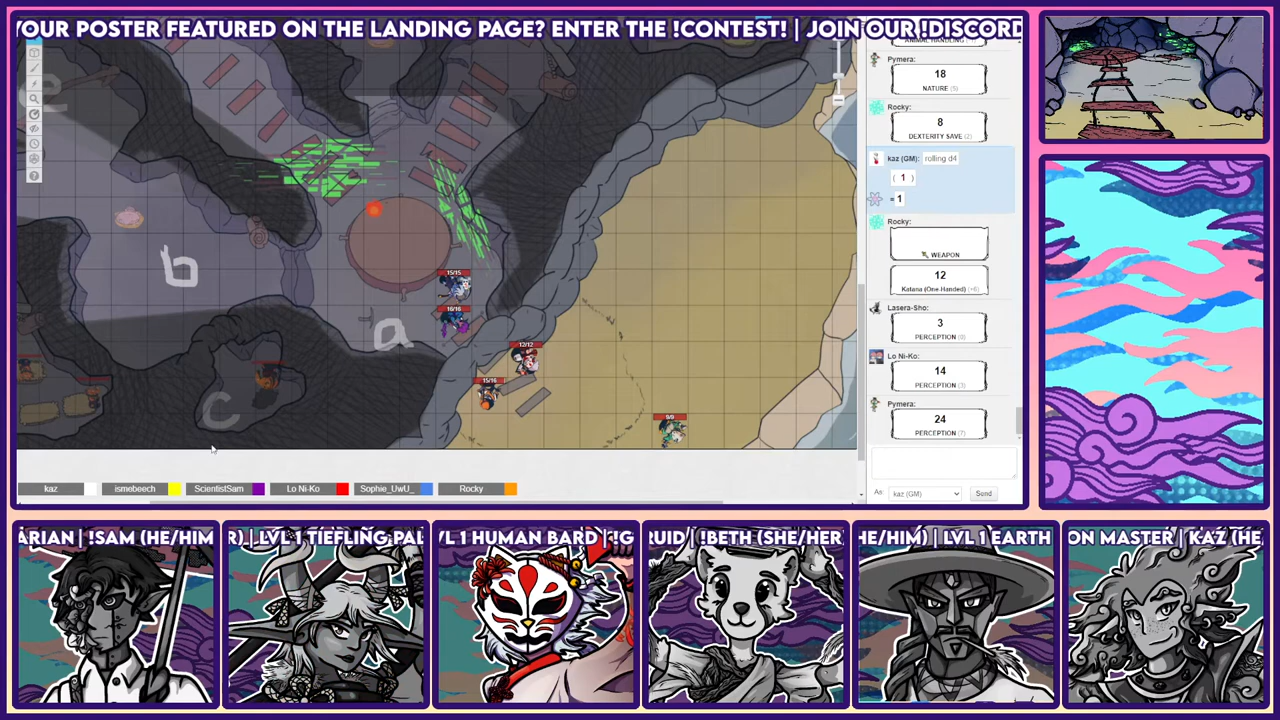 YOUR POSTER FEATURED ON THE LANDING PAGE? ENTER THE !CONTEST! | JOIN OUR !DISCORD
Pymera:
18
NATURE (5)
Rocky:
8
DEXTERITY SAVE (2)
kaz (GM): rolling d4
( 1 )
= 1
Rocky:
WEAPON
12
Katana (One-Handed) (+6)
Lasera-Sho:
3
PERCEPTION (0)
Lo Ni-Ko:
14
PERCEPTION (3)
Pymera:
24
PERCEPTION (7)
As: kaz (GM) Send
e
b
a
c
15/15
12/12
9/9
kaz ismebeech ScientistSam Lo Ni-Ko Sophie_UwU_ Rocky
ARIAN | !SAM (HE/HIM
R) | LVL 1 TIEFLING PAL
VL 1 HUMAN BARD | !G
RUID | !BETH (SHE/HER)
HE/HIM) | LVL 1 EARTH
ON MASTER | KAZ (HE/